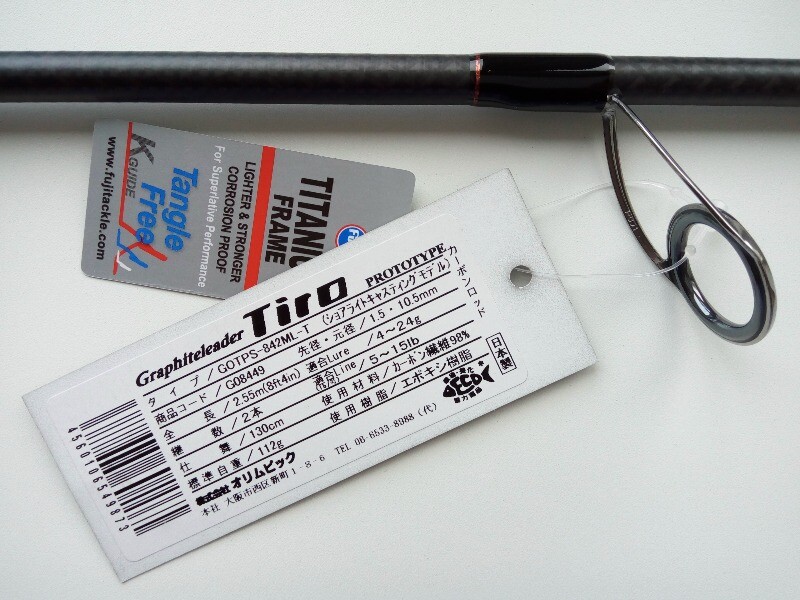 TITANIU
FRAME
LIGHTER & STRONGER
CORROSION PROOF
For Superlative Performance
Tangle
Free
K GUIDE
www.fujitackle.com
Graphiteleader Tiro PROTOTYPE
カーボンロッド
タイプ / GOTPS-842ML-T (ショアライトキャスティングモデル)
商品コード / G08449
先径・元径 / 1.5・10.5mm
全長 / 2.55m(8ft4in)
適合Lure / 4~24g
継数 / 2本
適合Line / 5~15lb
仕舞 / 130cm
使用材料 / カーボン繊維98%
標準自重 / 112g
使用樹脂 / エポキシ樹脂
日本製
株式会社 オリムピック
本社 大阪市西区新町1-8-6 TEL 06-6533-8088 (代)
4560106549873